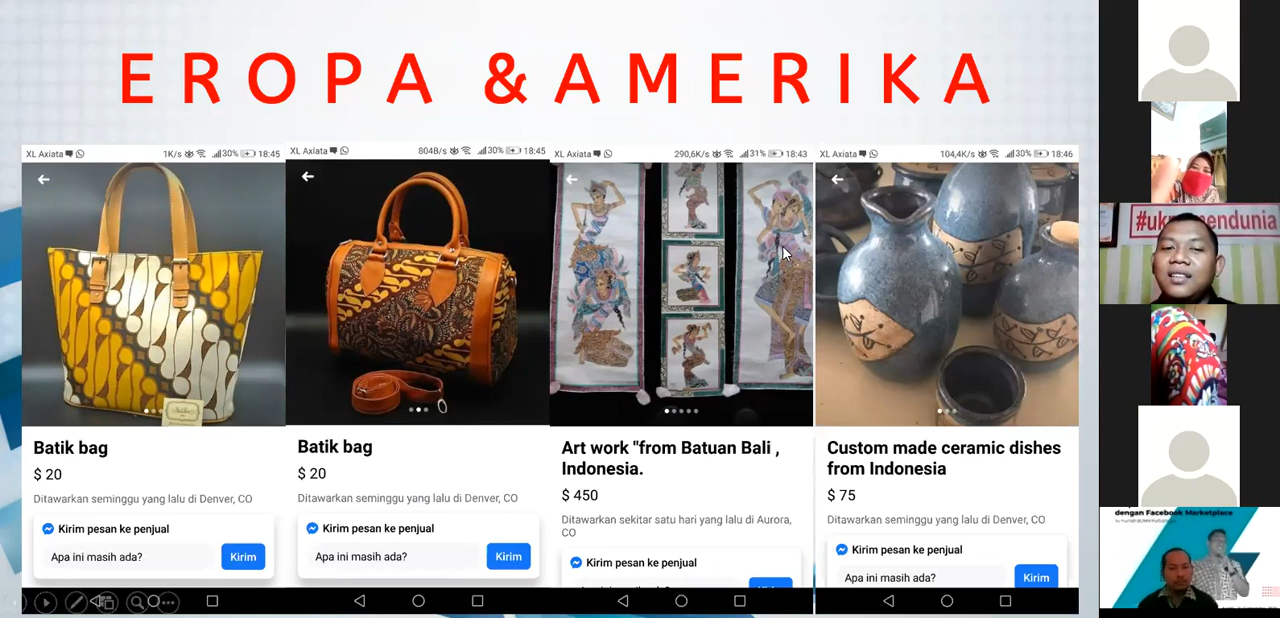 EROPA & AMERIKA
XL Axiata
1K/s
30%
18:45
Batik bag
$ 20
Ditawarkan seminggu yang lalu di Denver, CO
Kirim pesan ke penjual
Apa ini masih ada?
Kirim
XL Axiata
804B/s
30%
18:45
Batik bag
$ 20
Ditawarkan seminggu yang lalu di Denver, CO
Kirim pesan ke penjual
Apa ini masih ada?
Kirim
XL Axiata
290,6K/s
31%
18:43
Art work "from Batuan Bali ,
Indonesia.
$ 450
Ditawarkan sekitar satu hari yang lalu di Aurora,
CO
Kirim pesan ke penjual
XL Axiata
104,4K/s
30%
18:46
Custom made ceramic dishes
from Indonesia
$ 75
Ditawarkan seminggu yang lalu di Denver, CO
Kirim pesan ke penjual
Apa ini masih ada?
Kirim
dengan Facebook Marketplace